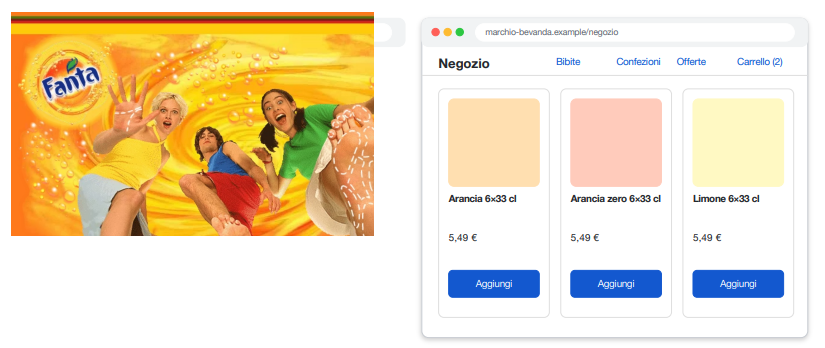 Fanta
marchio-bevanda.example/negozio
Negozio
Bibite Confezioni Offerte Carrello (2)
Arancia 6×33 cl Arancia zero 6×33 cl Limone 6×33 cl
5,49 € 5,49 € 5,49 €
Aggiungi Aggiungi Aggiungi